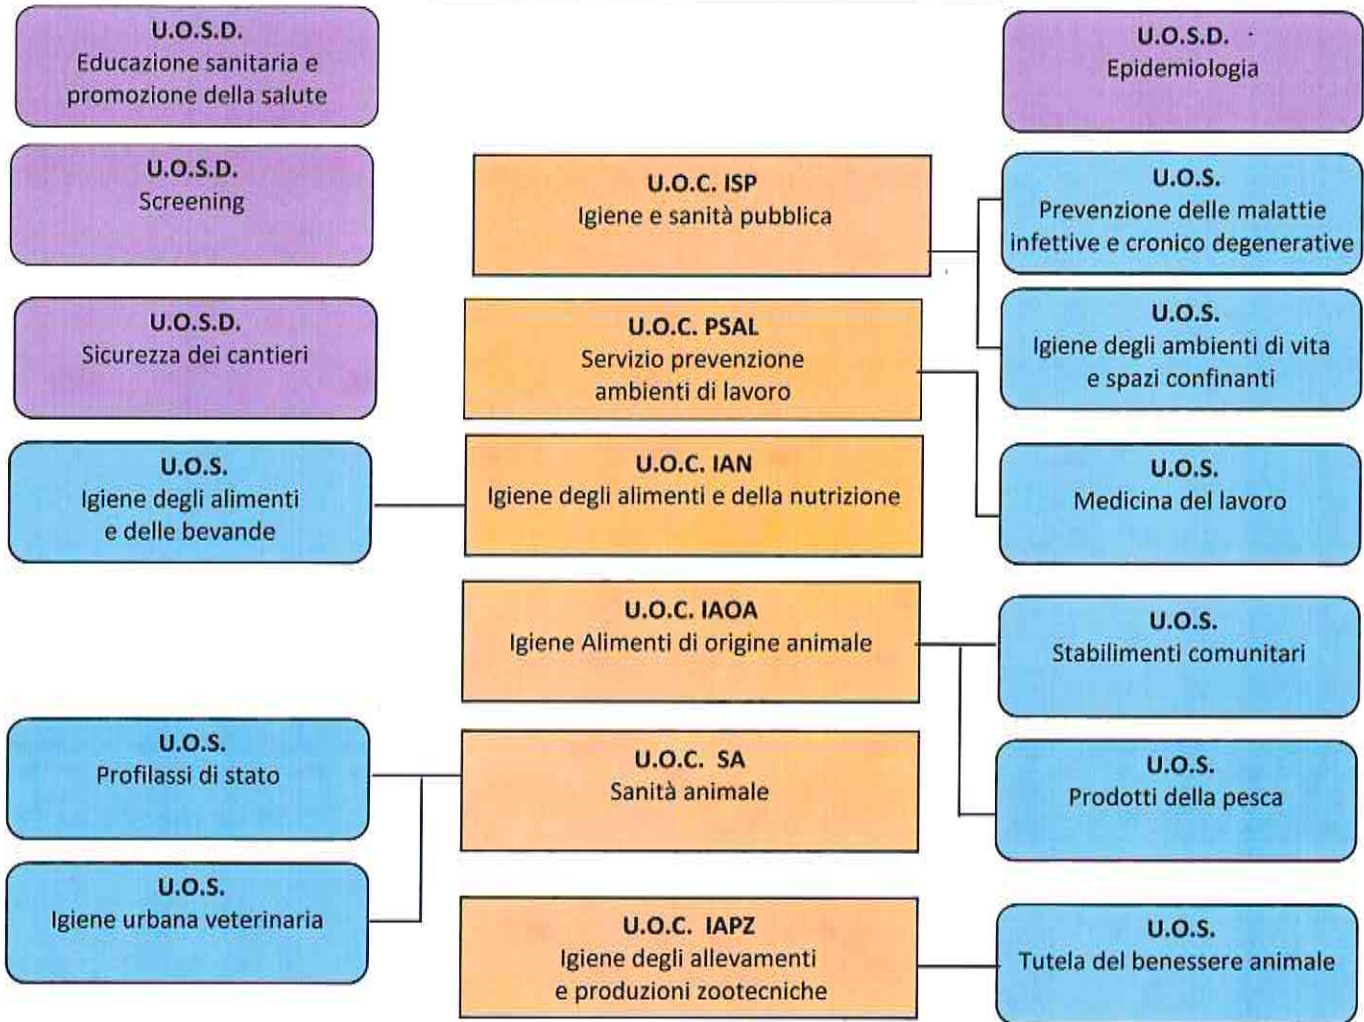 U.O.S.D.
Educazione sanitaria e
promozione della salute
U.O.S.D.
Epidemiologia
U.O.S.D.
Screening
U.O.C. ISP
Igiene e sanità pubblica
U.O.S.
Prevenzione delle malattie
infettive e cronico degenerative
U.O.S.D.
Sicurezza dei cantieri
U.O.C. PSAL
Servizio prevenzione
ambienti di lavoro
U.O.S.
Igiene degli ambienti di vita
e spazi confinanti
U.O.S.
Igiene degli alimenti
e delle bevande
U.O.C. IAN
Igiene degli alimenti e della nutrizione
U.O.S.
Medicina del lavoro
U.O.C. IAOA
Igiene Alimenti di origine animale
U.O.S.
Stabilimenti comunitari
U.O.S.
Profilassi di stato
U.O.C. SA
Sanità animale
U.O.S.
Prodotti della pesca
U.O.S.
Igiene urbana veterinaria
U.O.C. IAPZ
Igiene degli allevamenti
e produzioni zootecniche
U.O.S.
Tutela del benessere animale